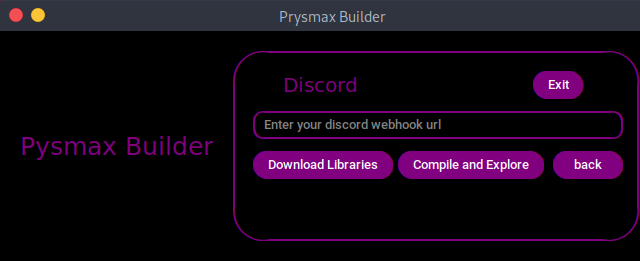 Prysmax Builder
Pysmax Builder
Discord
Exit
Enter your discord webhook url
Download Libraries
Compile and Explore
back